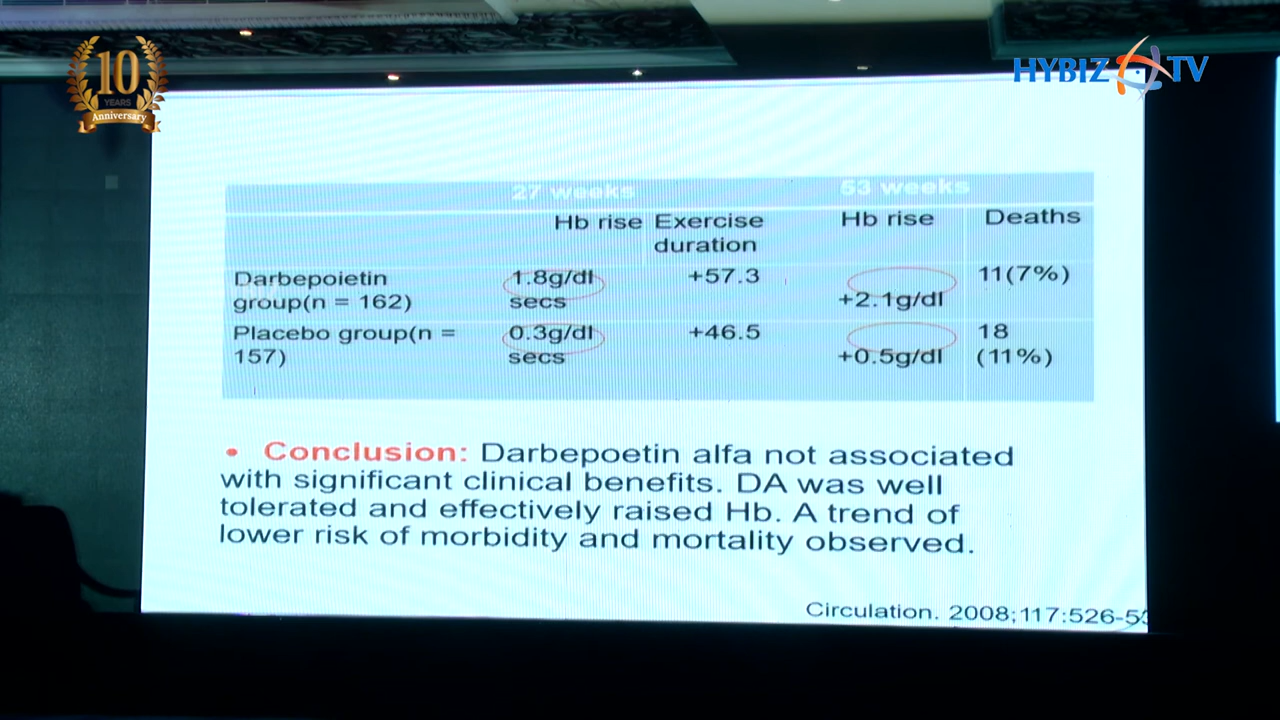 10
YEARS
Anniversary
HYBIZ TV
27 weeks 53 weeks
Hb rise Exercise duration Hb rise Deaths
Darbepoietin group(n = 162) 1.8g/dl secs +57.3 +2.1g/dl 11(7%)
Placebo group(n = 157) 0.3g/dl secs +46.5 +0.5g/dl 18 (11%)
• Conclusion: Darbepoetin alfa not associated
with significant clinical benefits. DA was well
tolerated and effectively raised Hb. A trend of
lower risk of morbidity and mortality observed.
Circulation. 2008;117:526-53